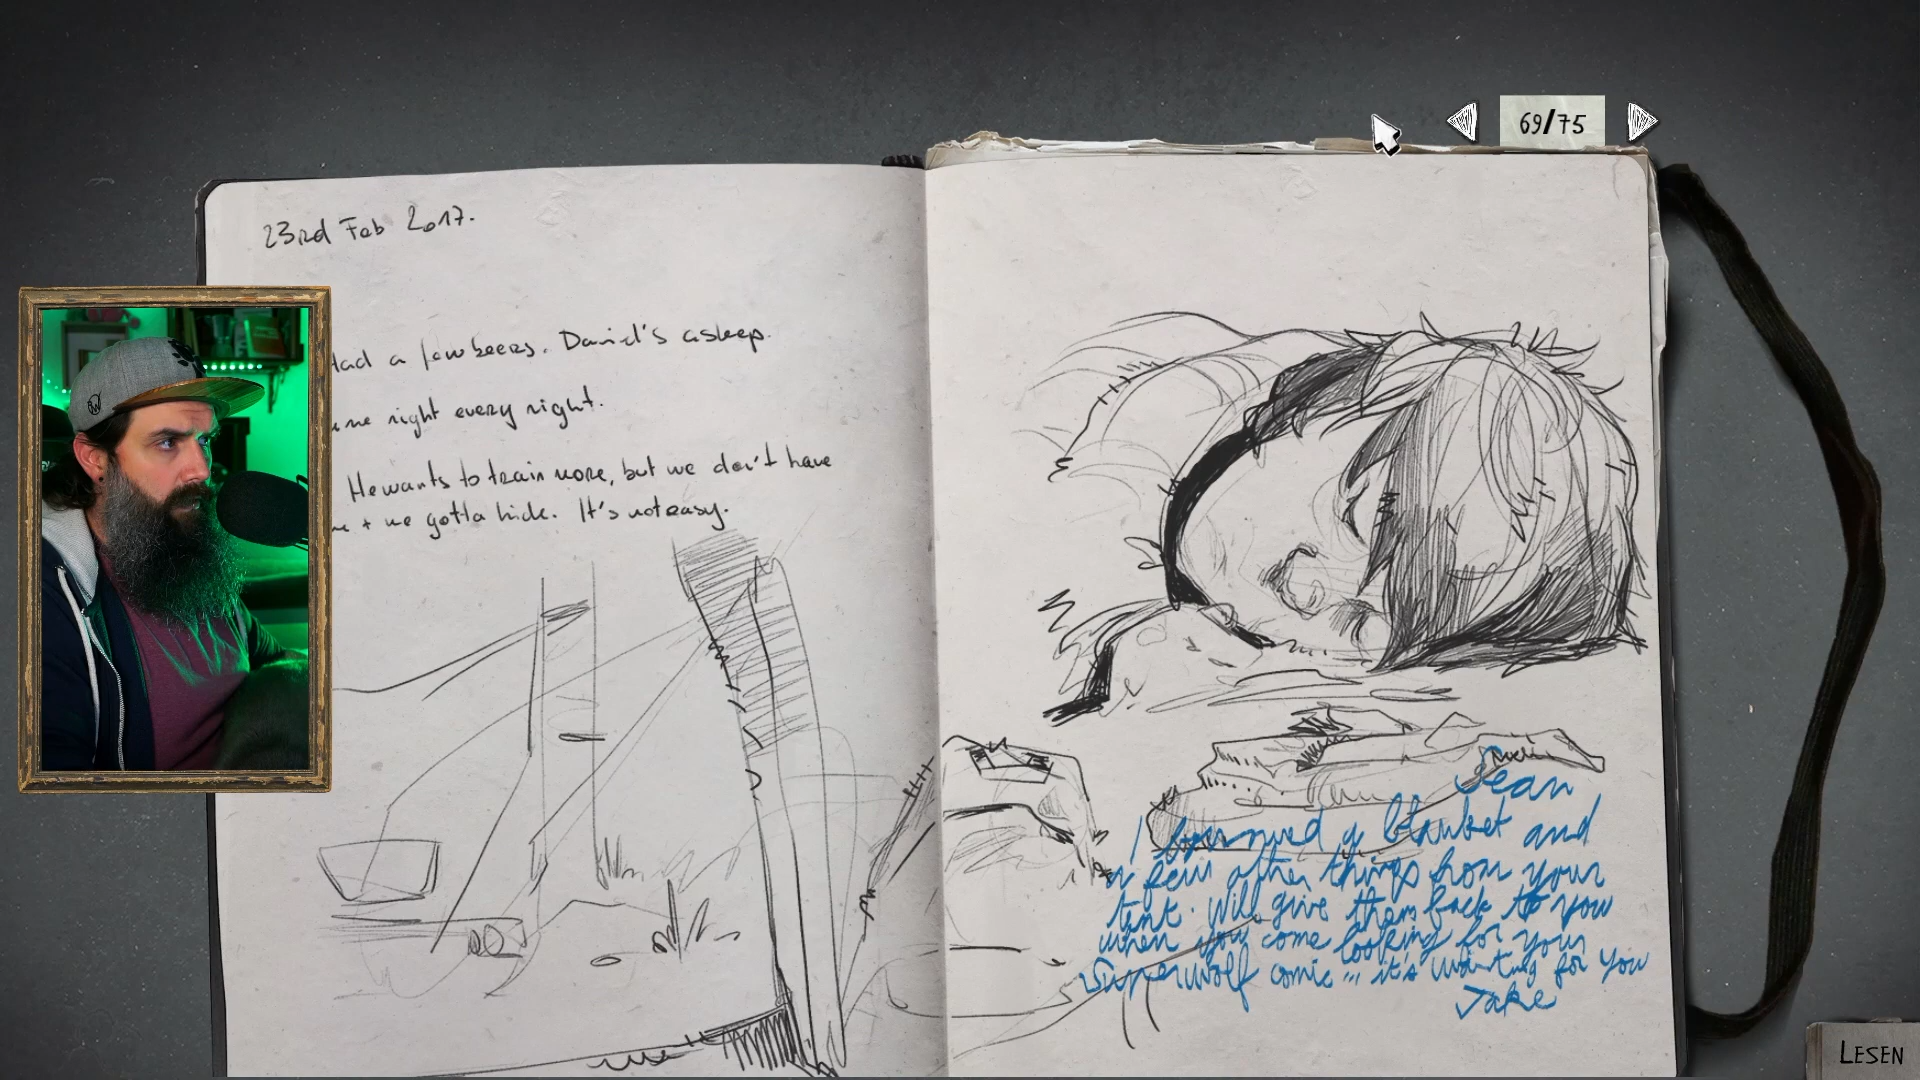 69/75
23rd Feb 2017.
Had a few beers. Daniel's asleep.
me right every night.
He wants to train more, but we don't have
+ we gotta hide. It's not easy.
Sean
I borrowed a blanket and
a few other things from your
tent. Will give them back to you
when you come looking for your
Superwolf comic... it's waiting for you
Jake
LESEN